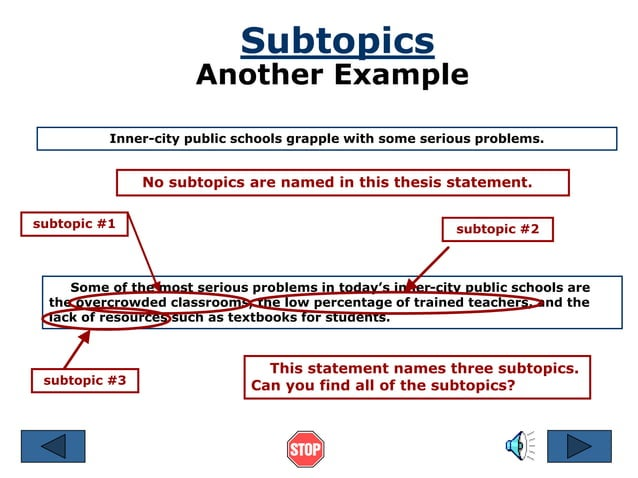 Subtopics
Another Example
Inner-city public schools grapple with some serious problems.
No subtopics are named in this thesis statement.
subtopic #1
subtopic #2
Some of the most serious problems in today's inner-city public schools are
the overcrowded classrooms, the low percentage of trained teachers, and the
lack of resources such as textbooks for students.
This statement names three subtopics.
Can you find all of the subtopics?
subtopic #3
STOP